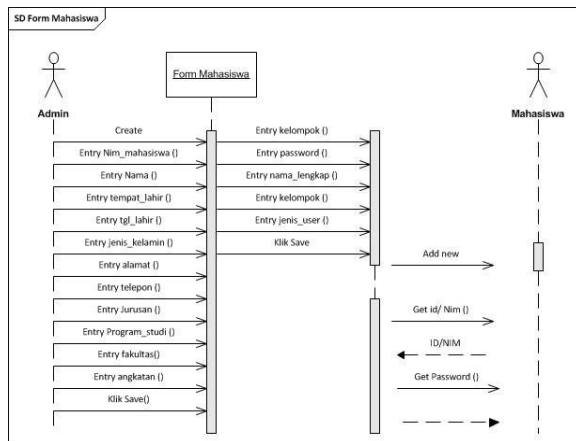 SD Form Mahasiswa
Form Mahasiswa
Admin
Mahasiswa
Create
Entry Nim_mahasiswa ()
Entry Nama ()
Entry tempat_lahir ()
Entry tgl_lahir ()
Entry jenis_kelamin ()
Entry alamat ()
Entry telepon ()
Entry Jurusan ()
Entry Program_studi ()
Entry fakultas()
Entry angkatan ()
Klik Save()
Entry kelompok ()
Entry password ()
Entry nama_lengkap ()
Entry kelompok ()
Entry jenis_user ()
Klik Save
Add new
Get id/ Nim ()
ID/NIM
Get Password ()